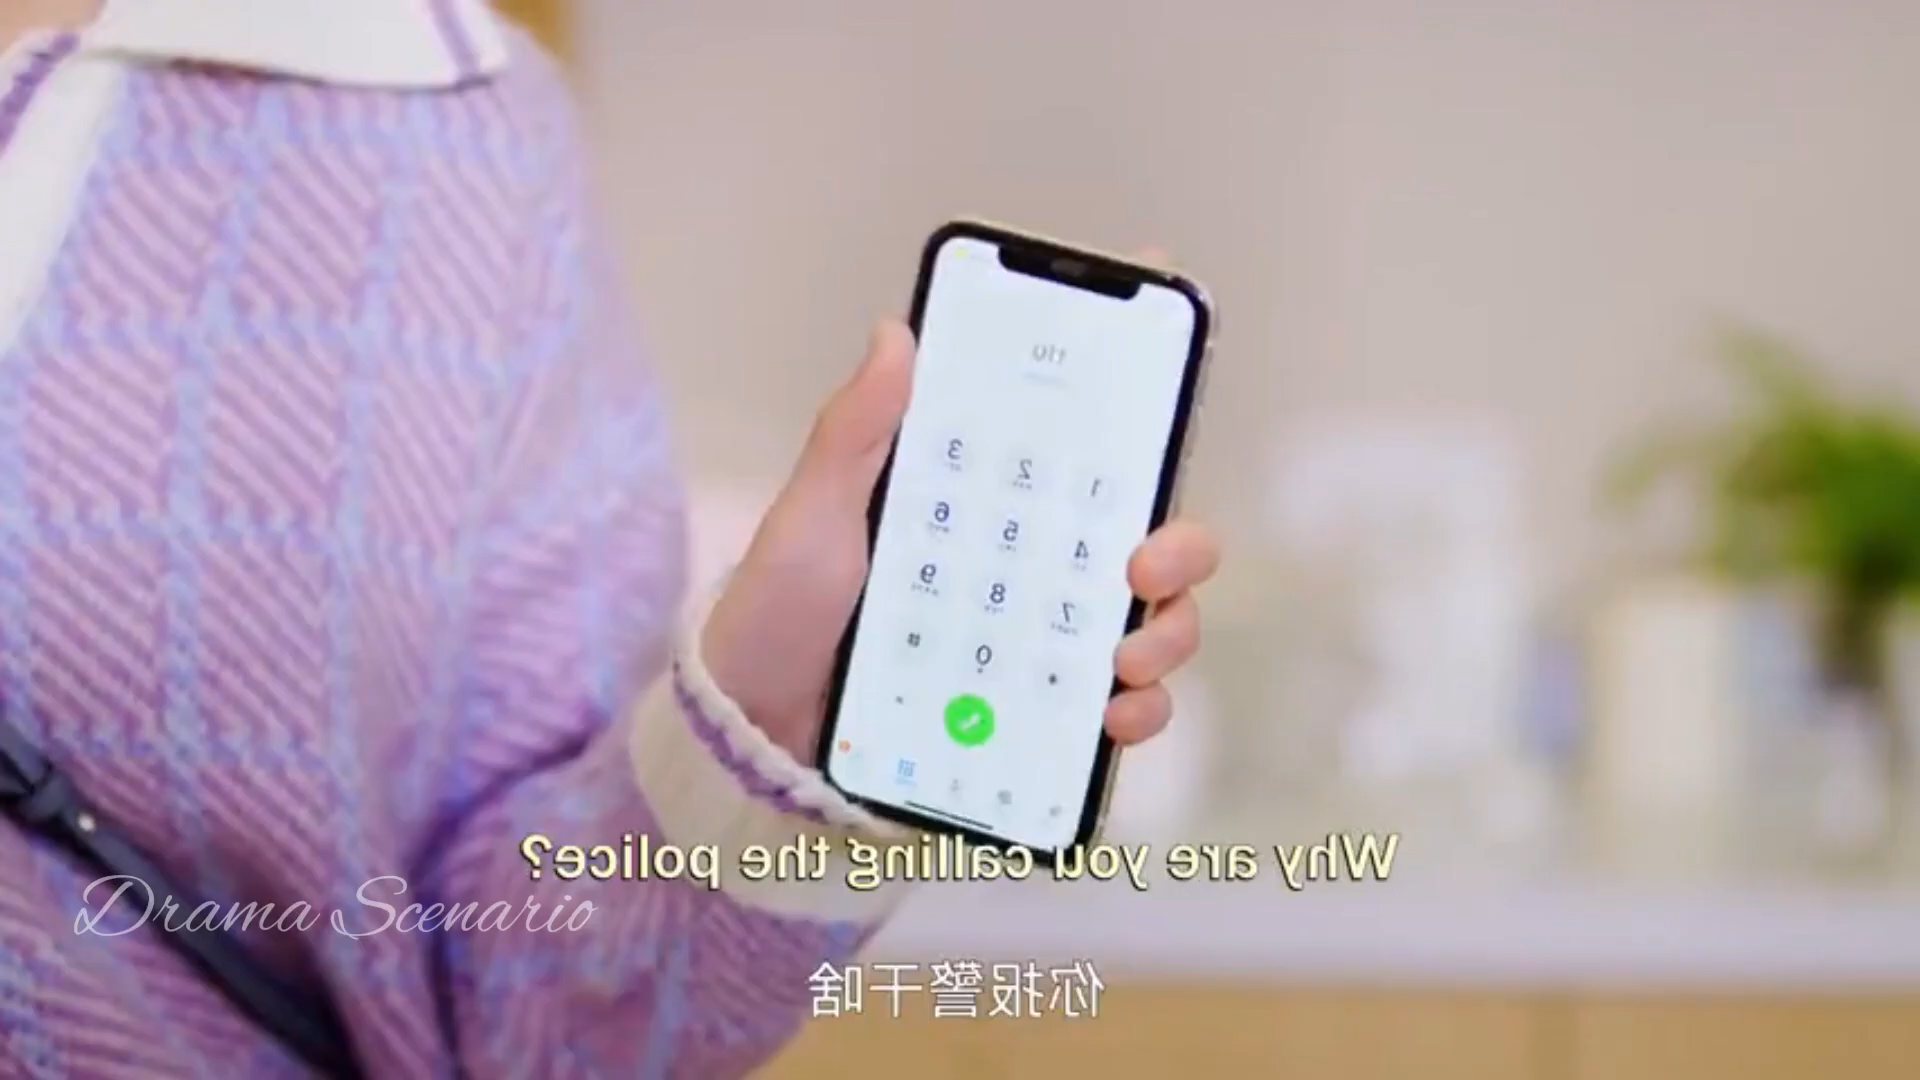 110
1 2 3
4 5 6
7 8 9
* 0 #
Why are you calling the police?
Drama Scenario
你报警干啥